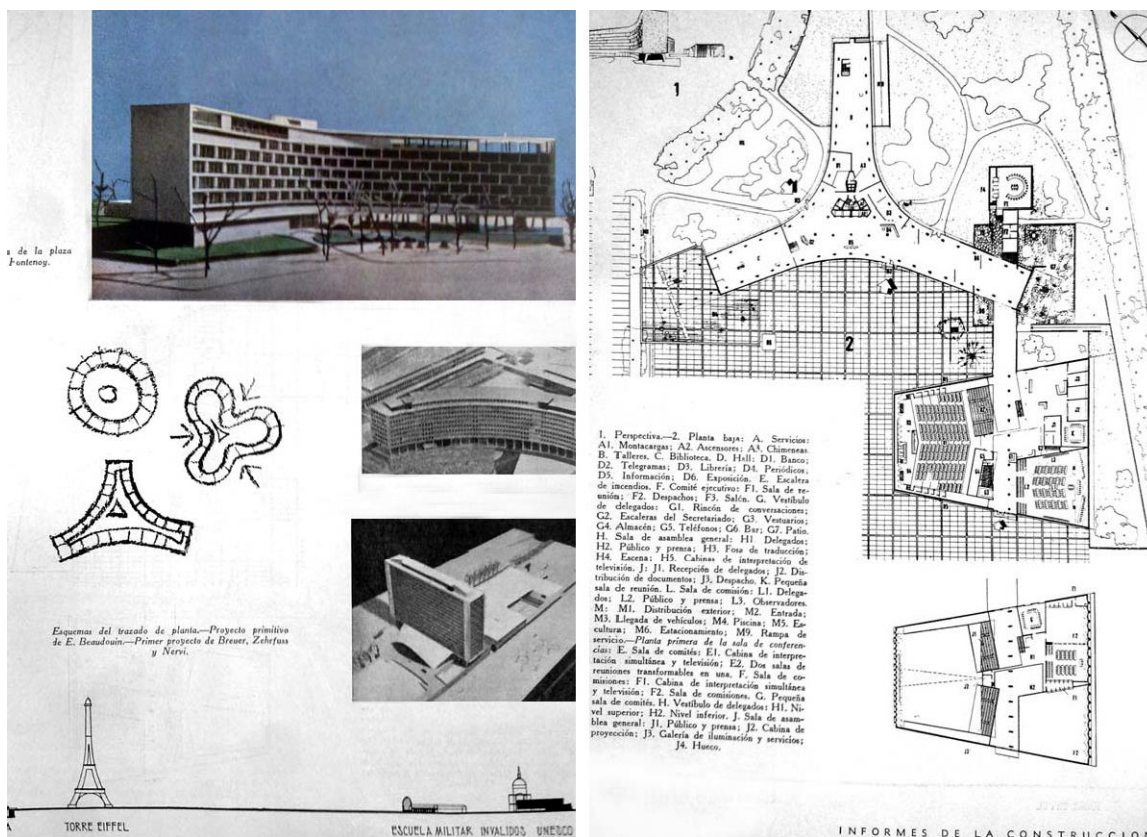 s de la plaza
Fontenoy.
Esquemas del trazado de planta.—Proyecto primitivo
de E. Beaudouin.—Primer proyecto de Breuer, Zehrfuss
y Nervi.
TORRE EIFFEL
ESCUELA MILITAR INVALIDOS UNESCO
1
2
1. Perspectiva.—2. Planta baja: A. Servicios:
A1. Montacargas; A2. Ascensores; A3. Chimeneas.
B. Talleres. C. Biblioteca. D. Hall: D1. Banco;
D2. Telegramas; D3. Librería; D4. Periódicos.
D5. Información; D6. Exposición. E. Escalera
de incendios. F. Comité ejecutivo: F1. Sala de re-
unión; F2. Despachos; F3. Salón. G. Vestíbulo
de delegados: G1. Rincón de conversaciones;
G2. Escaleras del Secretariado; G3. Vestuarios;
G4. Almacén; G5. Teléfonos; G6. Bar; G7. Patio.
H. Sala de asamblea general: H1. Delegados;
H2. Público y prensa; H3. Fosa de traducción;
H4. Escena; H5. Cabinas de interpretación de
televisión. J: J1. Recepción de delegados; J2. Dis-
tribución de documentos; J3. Despacho. K. Pequeña
sala de reunión. L. Sala de comisión: L1. Delega-
dos; L2. Público y prensa; L3. Observadores.
M: M1. Distribución exterior; M2. Entrada;
M3. Llegada de vehículos; M4. Piscina; M5. Es-
cultura; M6. Estacionamiento; M9. Rampa de
servicio.—Planta primera de la sala de conferen-
cias: E. Sala de comités: E1. Cabina de interpre-
tación simultánea y televisión; E2. Dos salas de
reuniones transformables en una. F. Sala de co-
misiones: F1. Cabina de interpretación simultánea
y televisión; F2. Sala de comisiones. G. Pequeña
sala de comités. H. Vestíbulo de delegados: H1. Ni-
vel superior; H2. Nivel inferior. J. Sala de asam-
blea general: J1. Público y prensa; J2. Cabina de
proyección; J3. Galería de iluminación y servicios;
J4. Hueco.
INFORMES DE LA CONSTRUCCIO